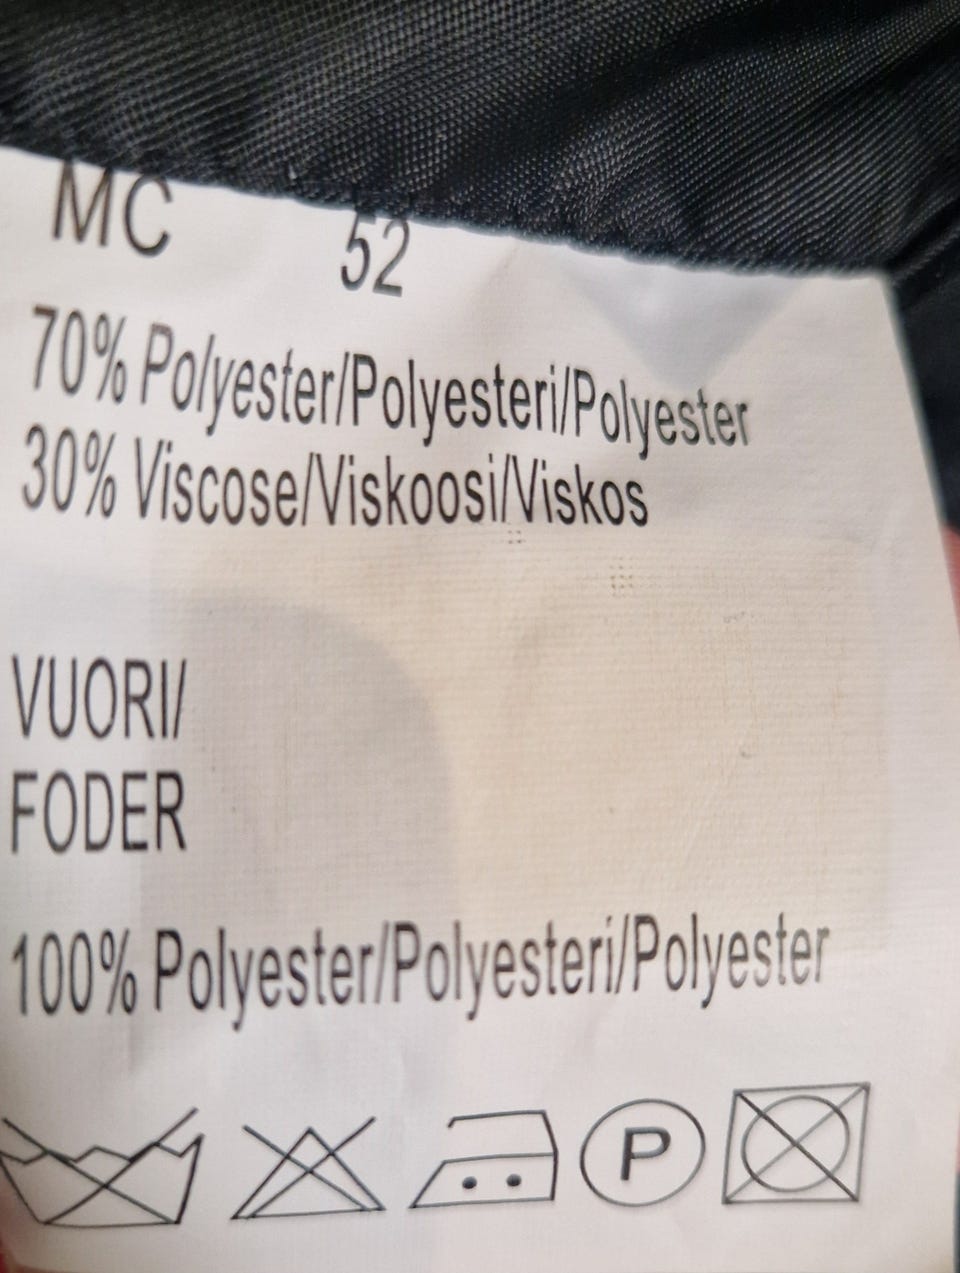 MC 52
70% Polyester/Polyesteri/Polyester
30% Viscose/Viskoosi/Viskos
VUORI/
FODER
100% Polyester/Polyesteri/Polyester
P